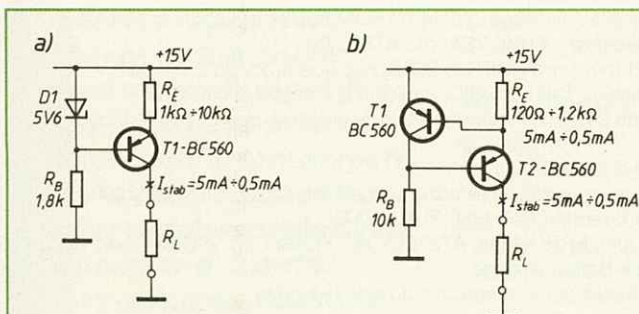 a)
+15V
D1
5V6
R_E
1kΩ÷10kΩ
T1-BC560
R_B
1,8k
I_stab=5mA÷0,5mA
R_L
b)
+15V
T1
BC560
R_E
120Ω÷1,2kΩ
5mA÷0,5mA
T2-BC560
R_B
10k
I_stab=5mA÷0,5mA
R_L